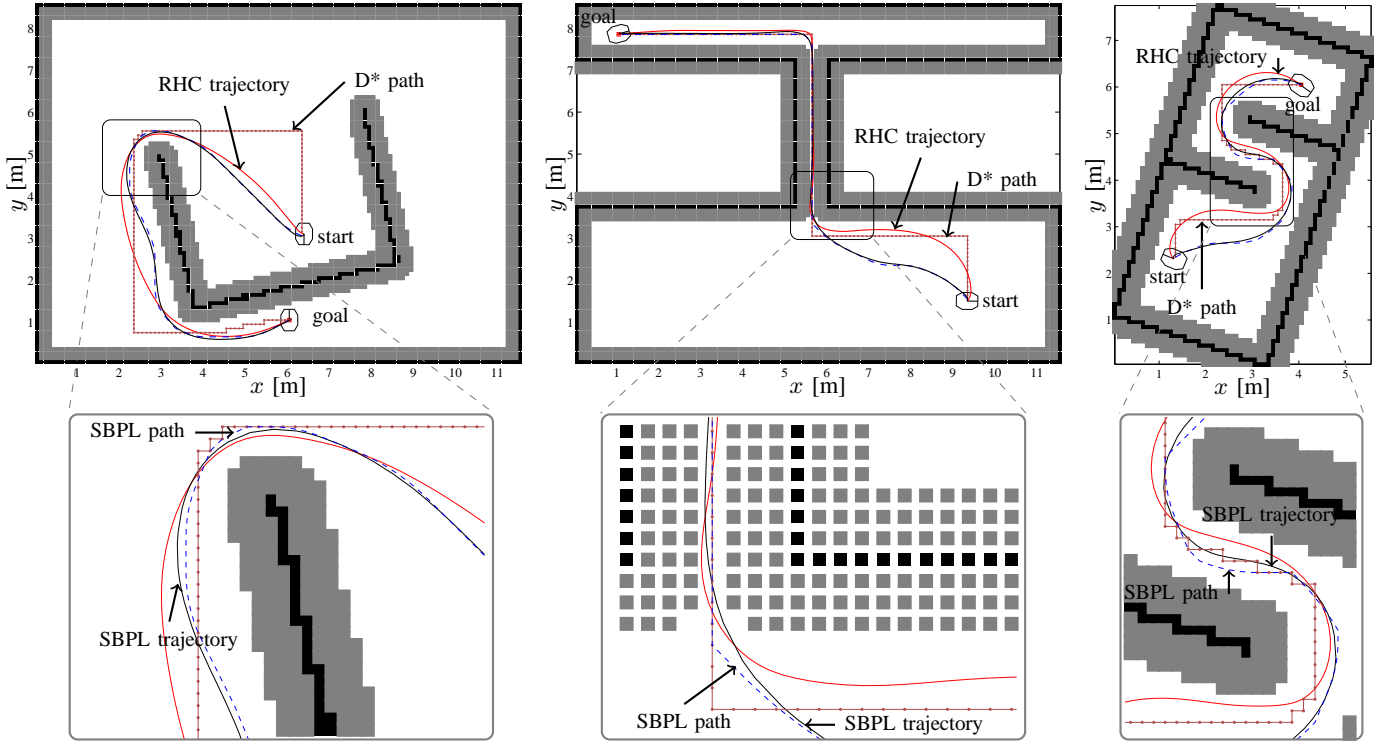 8
7
6
5
4
3
2
1
y [m]
RHC trajectory
D* path
start
goal
1 2 3 4 5 6 7 8 9 10 11
x [m]
8
7
6
5
4
3
2
1
y [m]
goal
RHC trajectory
D* path
start
1 2 3 4 5 6 7 8 9 10 11
x [m]
7
6
5
4
3
2
1
y [m]
RHC trajectory
goal
start
D* path
1 2 3 4 5
x [m]
SBPL path
SBPL trajectory
SBPL path
SBPL trajectory
SBPL trajectory
SBPL path